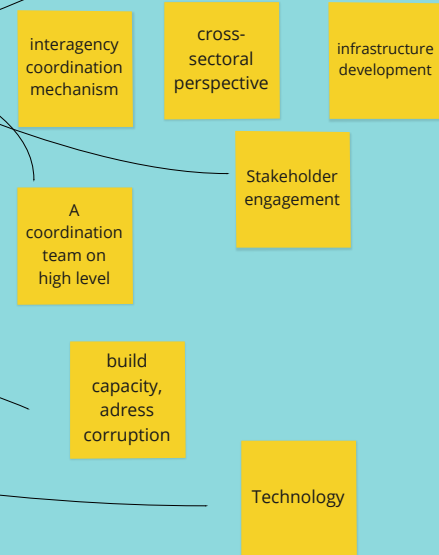 interagency
coordination
mechanism
cross-
sectoral
perspective
infrastructure
development
Stakeholder
engagement
A
coordination
team on
high level
build
capacity,
adress
corruption
Technology